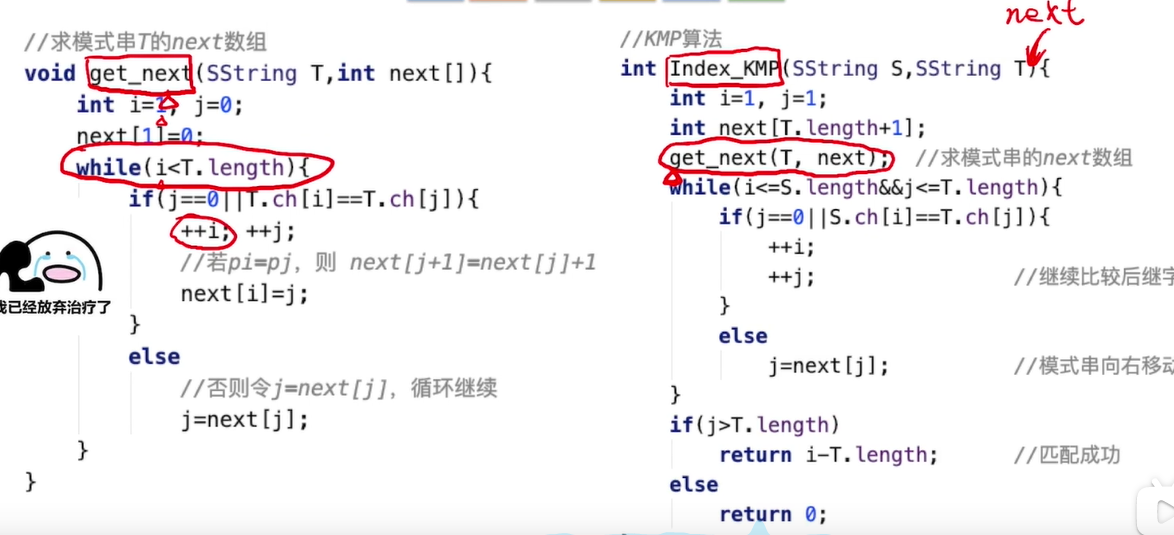 //求模式串T的next数组
void get_next(SString T,int next[]){
int i=1, j=0;
next[1]=0;
while(i<T.length){
if(j==0||T.ch[i]==T.ch[j]){
++i; ++j;
//若pi=pj，则 next[j+1]=next[j]+1
next[i]=j;
}
else
//否则令j=next[j]，循环继续
j=next[j];
}
}
我已经放弃治疗了
next
//KMP算法
int Index_KMP(SString S,SString T){
int i=1, j=1;
int next[T.length+1];
get_next(T, next); //求模式串的next数组
while(i<=S.length&&j<=T.length){
if(j==0||S.ch[i]==T.ch[j]){
++i;
++j; //继续比较后继字
}
else
j=next[j]; //模式串向右移动
}
if(j>T.length)
return i-T.length; //匹配成功
else
return 0;